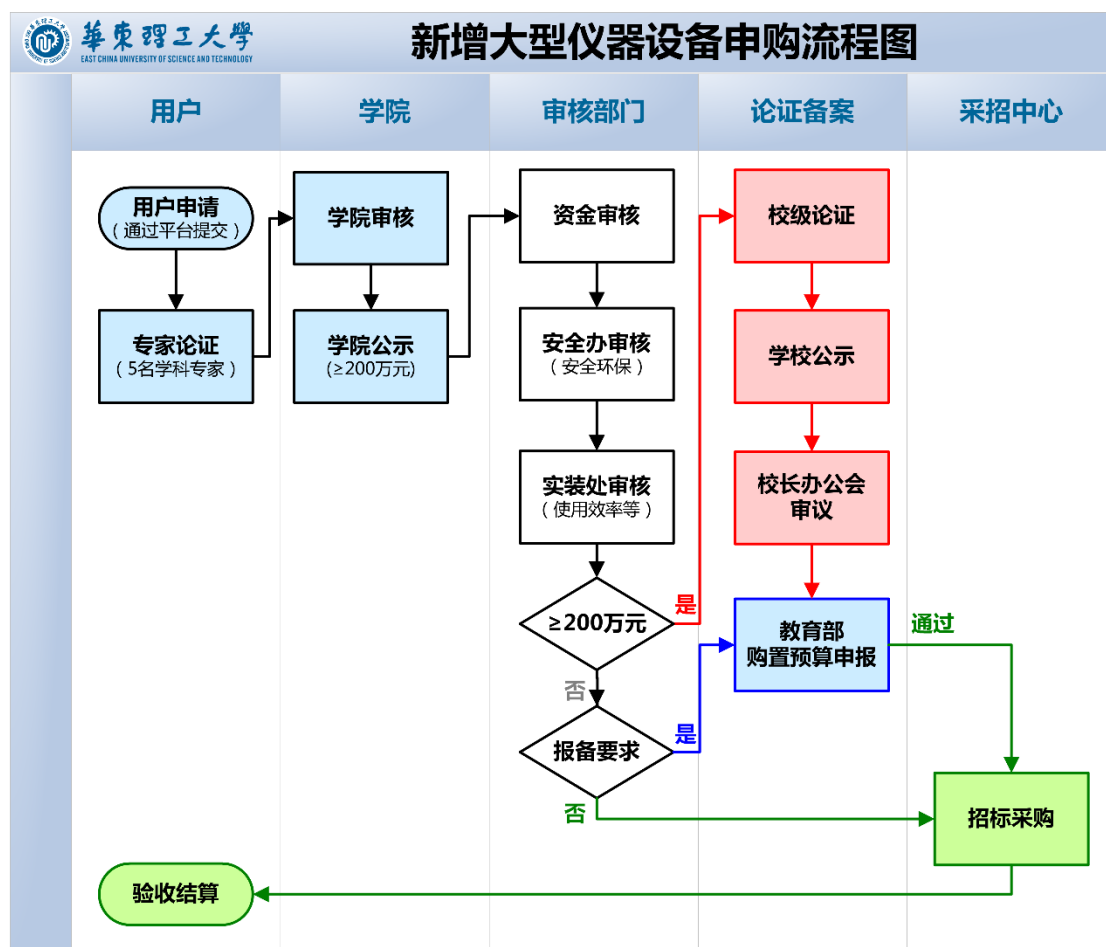 華東理工大學
EAST CHINA UNIVERSITY OF SCIENCE AND TECHNOLOGY
新增大型仪器设备申购流程图
用户
学院
审核部门
论证备案
采招中心
用户申请
（通过平台提交）
专家论证
（5名学科专家）
学院审核
学院公示
(≥200万元)
资金审核
安全办审核
（安全环保）
实装处审核
（使用效率等）
≥200万元
是
否
报备要求
是
否
校级论证
学校公示
校长办公会
审议
教育部
购置预算申报
通过
招标采购
验收结算